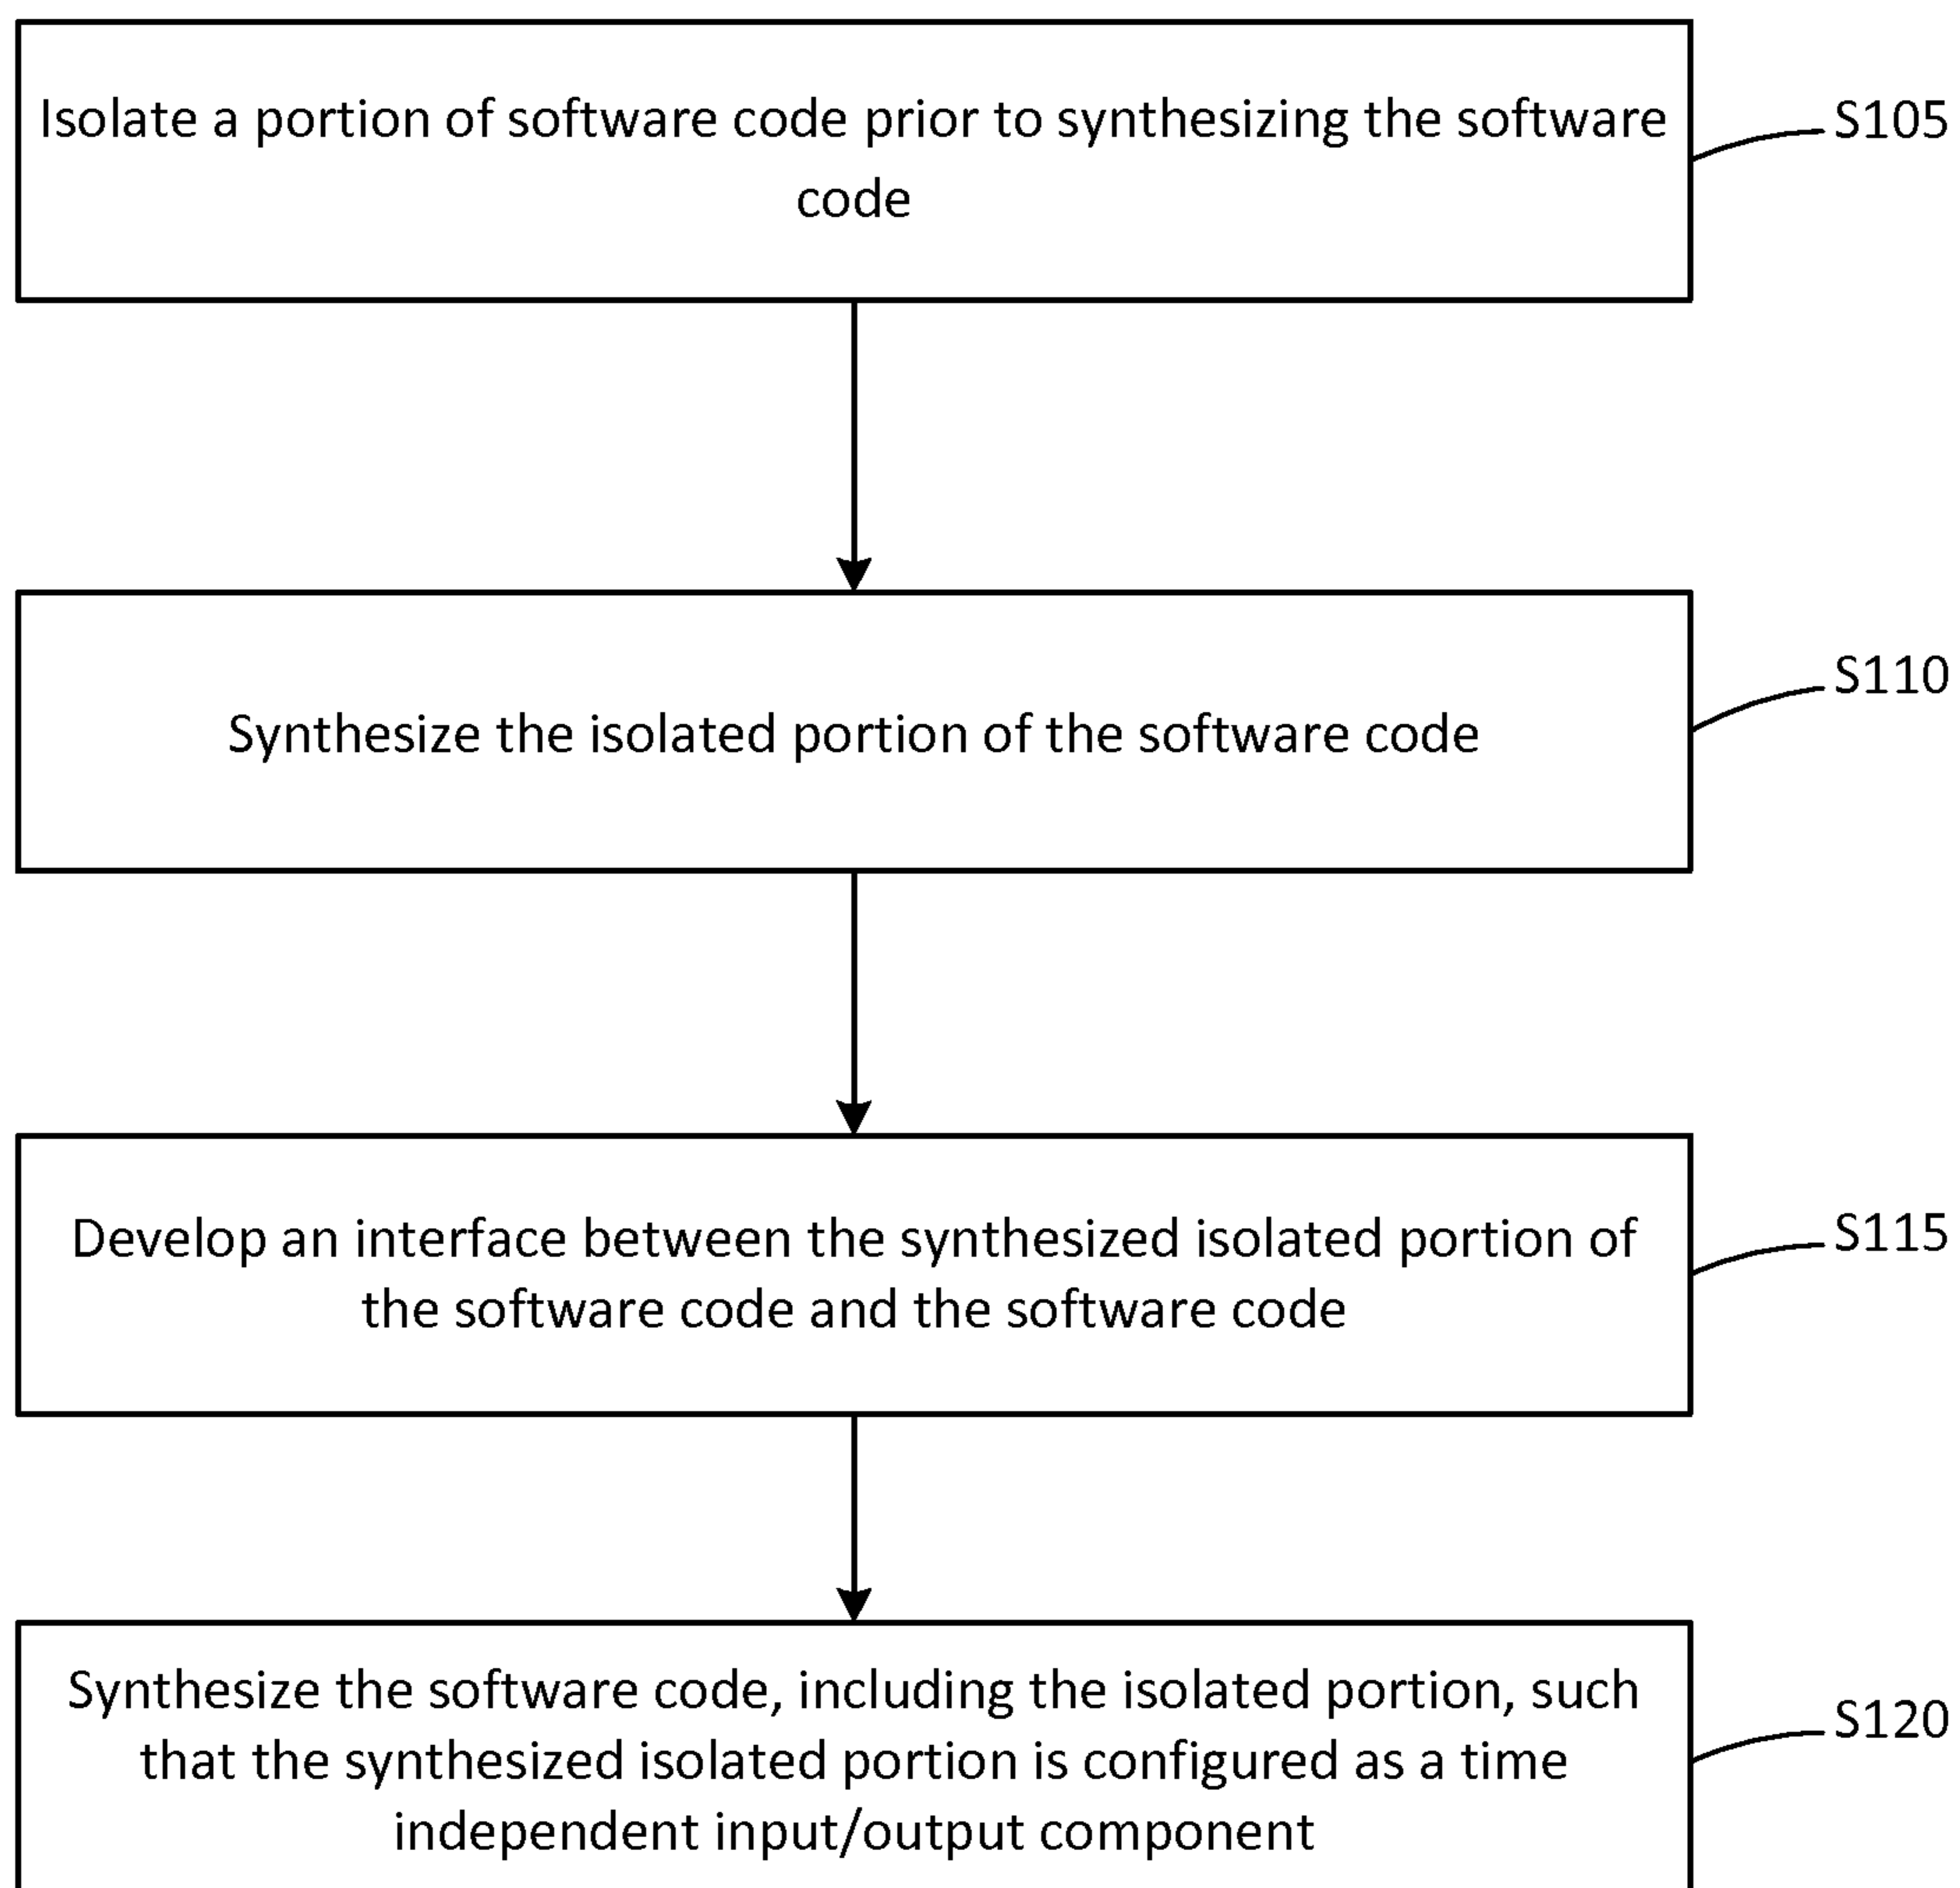 Isolate a portion of software code prior to synthesizing the software
code
S105
Synthesize the isolated portion of the software code
S110
Develop an interface between the synthesized isolated portion of
the software code and the software code
S115
Synthesize the software code, including the isolated portion, such
that the synthesized isolated portion is configured as a time
independent input/output component
S120